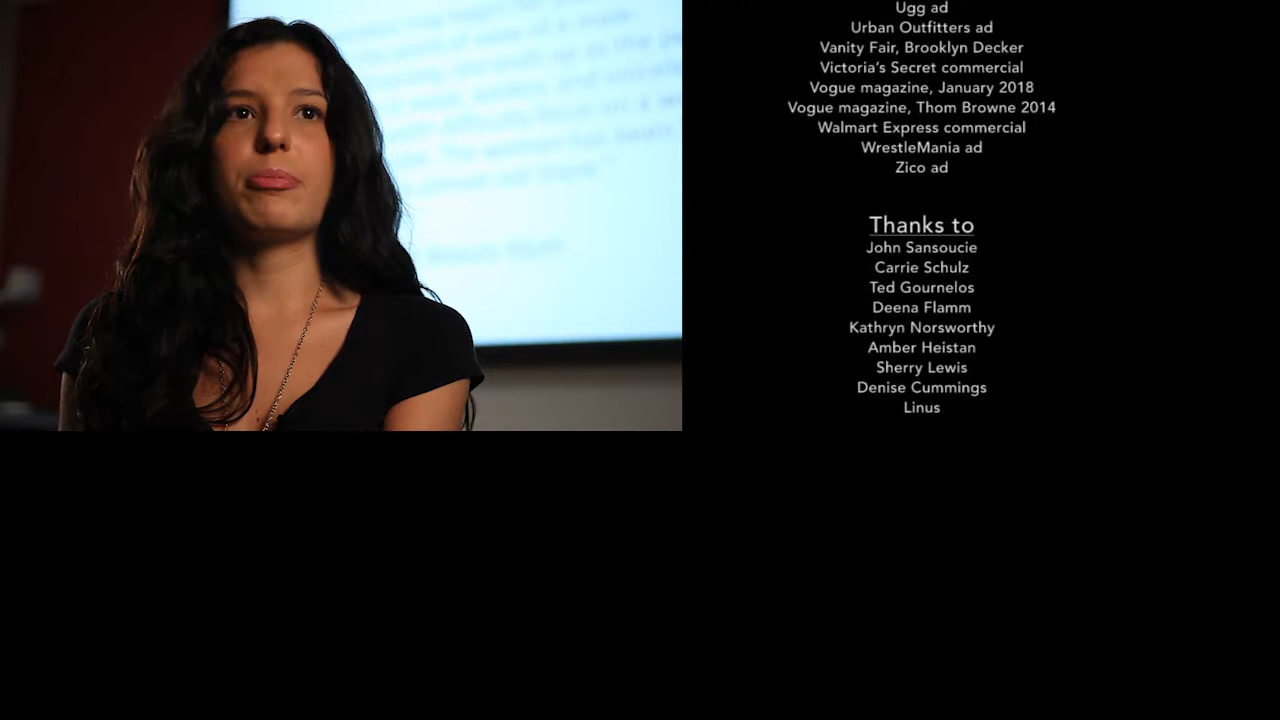 Ugg ad
Urban Outfitters ad
Vanity Fair, Brooklyn Decker
Victoria's Secret commercial
Vogue magazine, January 2018
Vogue magazine, Thom Browne 2014
Walmart Express commercial
WrestleMania ad
Zico ad
Thanks to
John Sansoucie
Carrie Schulz
Ted Gournelos
Deena Flamm
Kathryn Norsworthy
Amber Heistan
Sherry Lewis
Denise Cummings
Linus